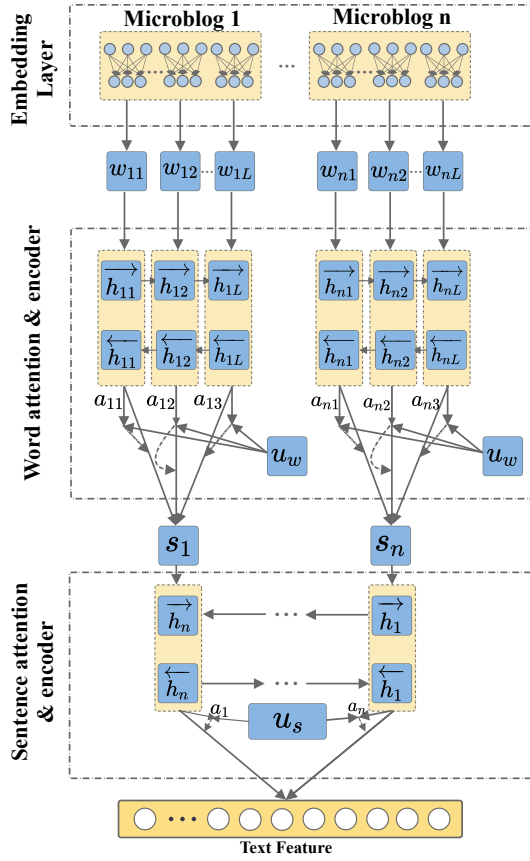 Microblog 1 Microblog n
Embedding Layer
... ... ... ... ...
w11 w12 ... w1L wn1 wn2 ... wnL
Word attention & encoder
→h11 →h12 →h1L →hn1 →hn2 →hnL
←h11 ←h12 ←h1L ←hn1 ←hn2 ←hnL
a11 a12 a13 an1 an2 an3
uw uw
s1 sn
Sentence attention & encoder
→hn ... →h1
←hn ... ←h1
a1 us an
...
Text Feature